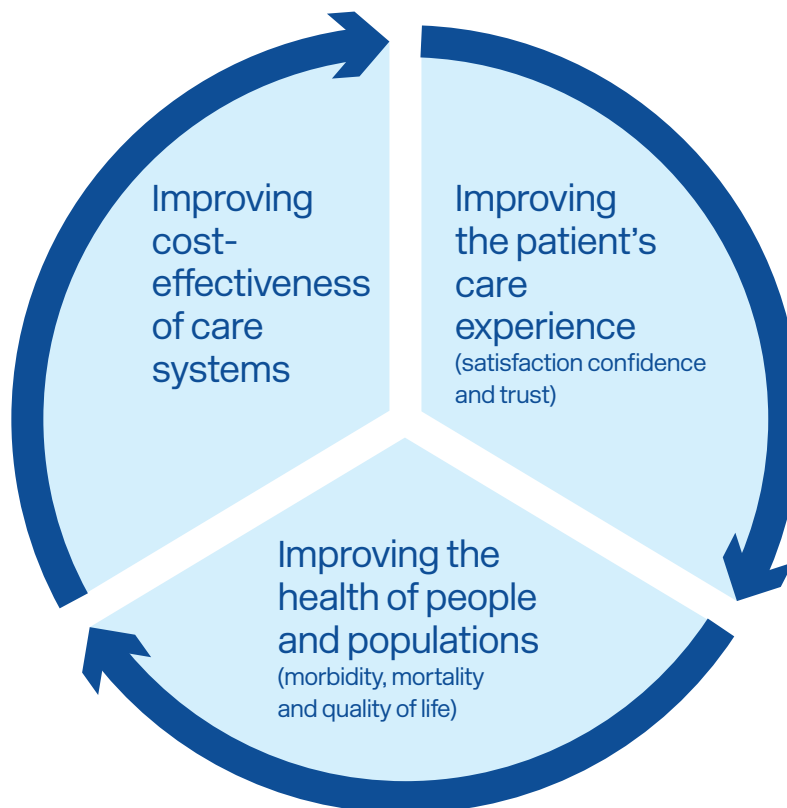 Improving
cost-
effectiveness
of care
systems
Improving
the patient’s
care
experience
(satisfaction confidence
and trust)
Improving the
health of people
and populations
(morbidity, mortality
and quality of life)